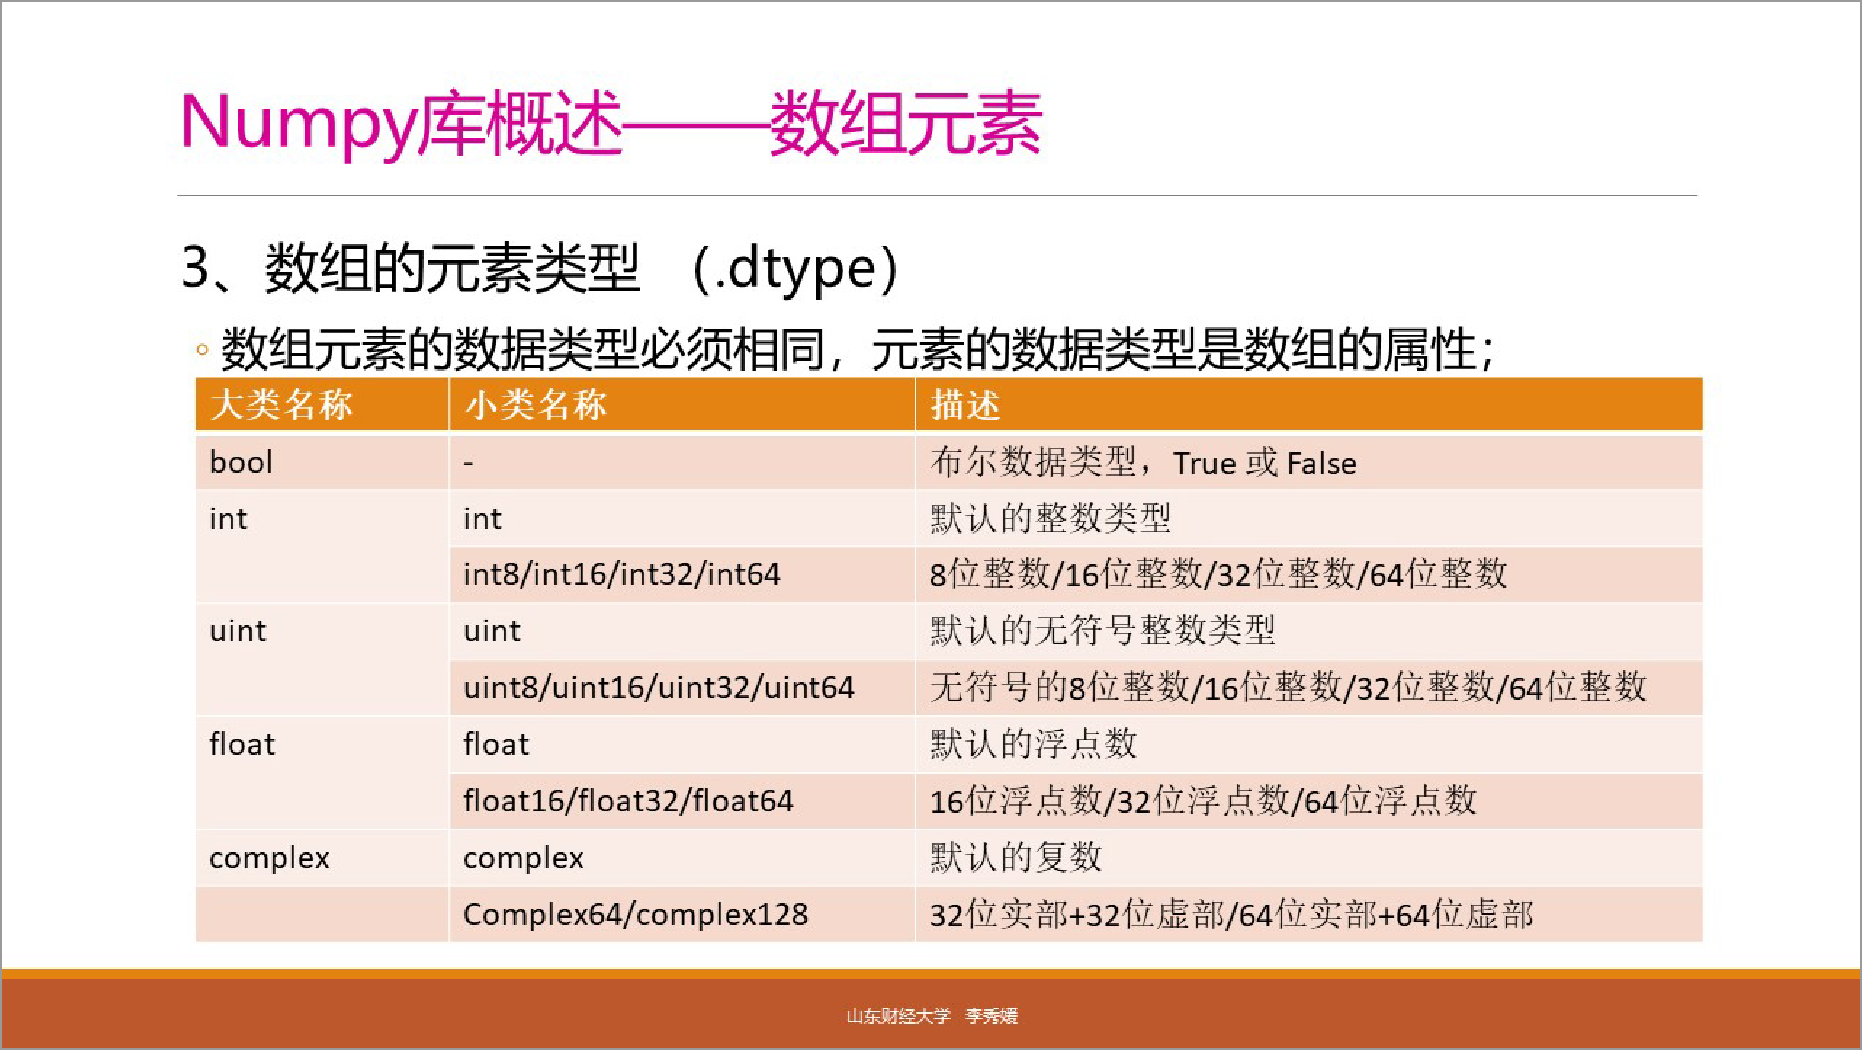 Numpy库概述——数组元素
3、数组的元素类型 （.dtype）
数组元素的数据类型必须相同，元素的数据类型是数组的属性；
大类名称 小类名称 描述
bool - 布尔数据类型，True 或 False
int int 默认的整数类型
int8/int16/int32/int64 8位整数/16位整数/32位整数/64位整数
uint uint 默认的无符号整数类型
uint8/uint16/uint32/uint64 无符号的8位整数/16位整数/32位整数/64位整数
float float 默认的浮点数
float16/float32/float64 16位浮点数/32位浮点数/64位浮点数
complex complex 默认的复数
Complex64/complex128 32位实部+32位虚部/64位实部+64位虚部
山东财经大学 李秀媛